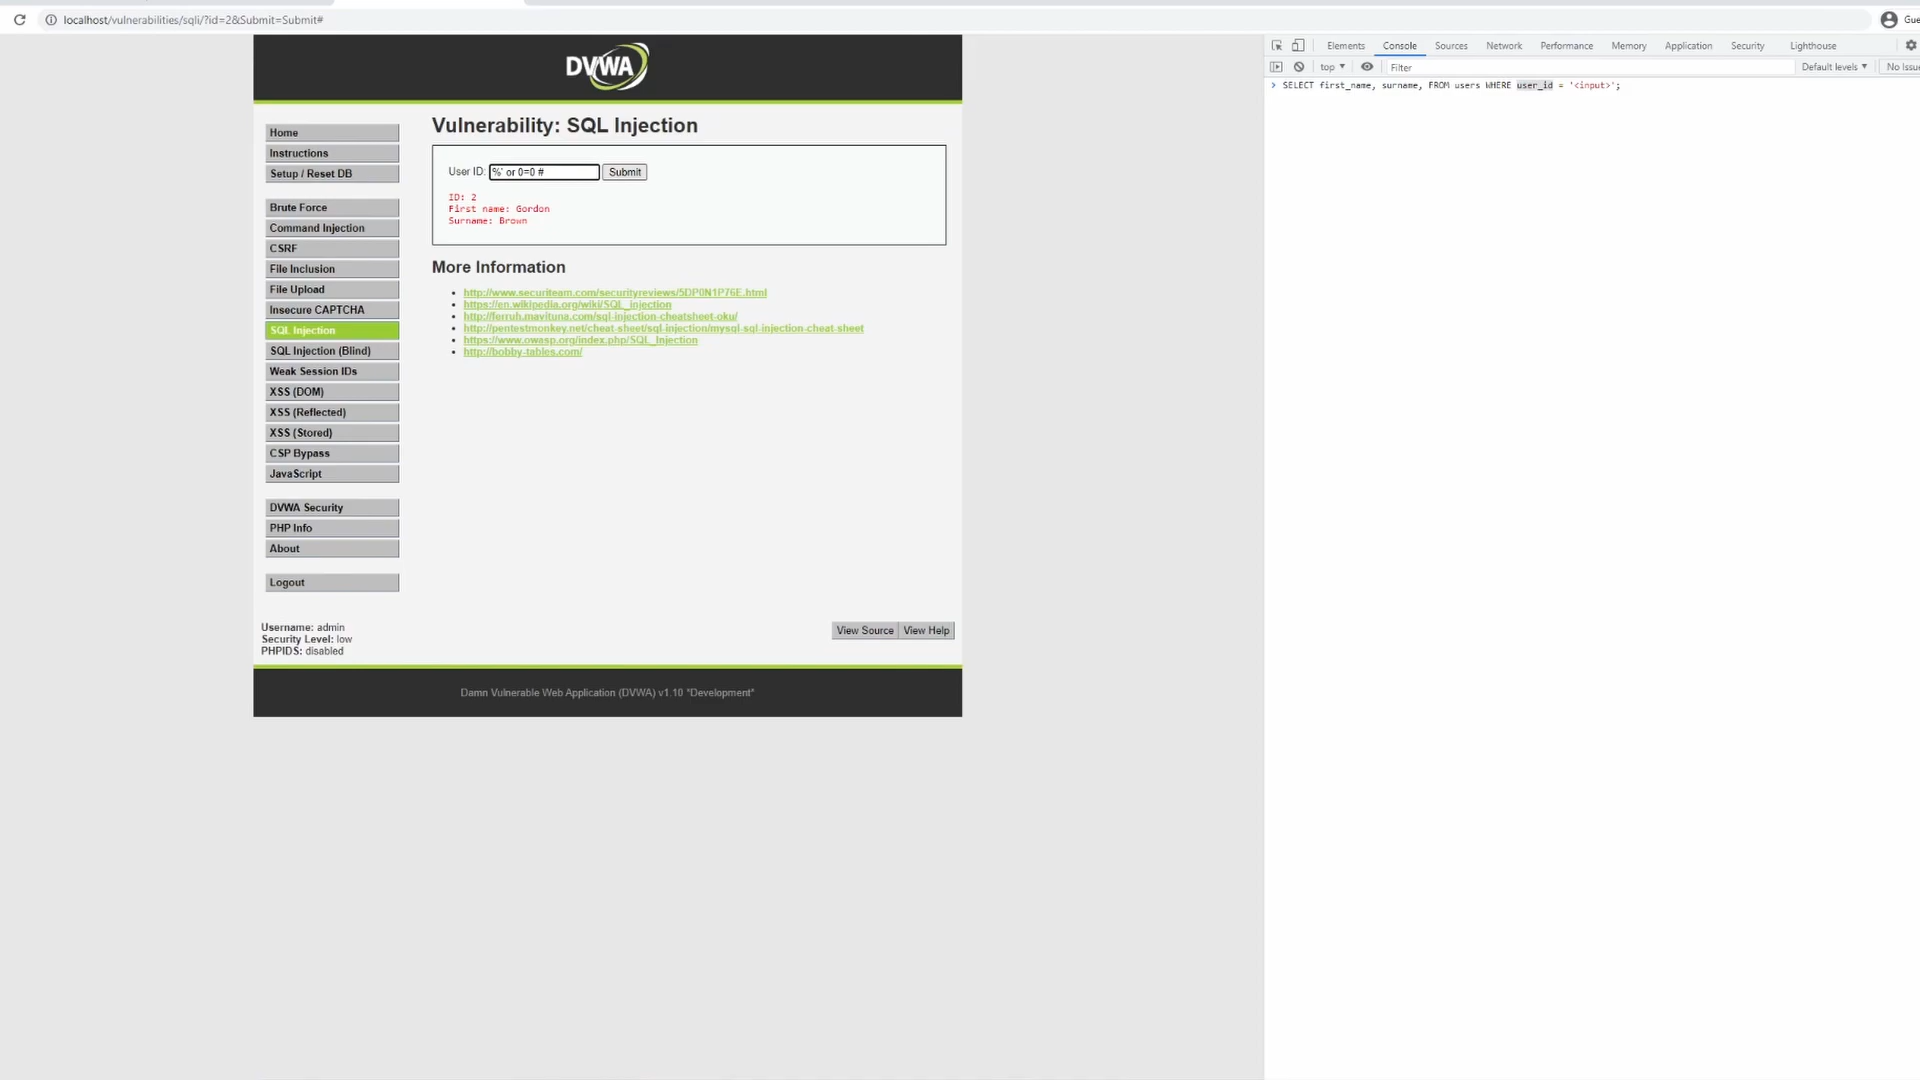 localhost/vulnerabilities/sqli/?id=2&Submit=Submit#
DVWA
Home
Instructions
Setup / Reset DB
Brute Force
Command Injection
CSRF
File Inclusion
File Upload
Insecure CAPTCHA
SQL Injection
SQL Injection (Blind)
Weak Session IDs
XSS (DOM)
XSS (Reflected)
XSS (Stored)
CSP Bypass
JavaScript
DVWA Security
PHP Info
About
Logout
Vulnerability: SQL Injection
User ID: %' or 0=0 # Submit
ID: 2
First name: Gordon
Surname: Brown
More Information
• http://www.securiteam.com/securityreviews/5DP0N1P76E.html
• https://en.wikipedia.org/wiki/SQL_injection
• http://ferruh.mavituna.com/sql-injection-cheatsheet-oku/
• http://pentestmonkey.net/cheat-sheet/sql-injection/mysql-sql-injection-cheat-sheet
• https://www.owasp.org/index.php/SQL_Injection
• http://bobby-tables.com/
Username: admin
Security Level: low
PHPIDS: disabled
View Source View Help
Damn Vulnerable Web Application (DVWA) v1.10 *Development*
Elements Console Sources Network Performance Memory Application Security Lighthouse
top Filter Default levels No Issue
> SELECT first_name, surname, FROM users WHERE user_id = '<input>';